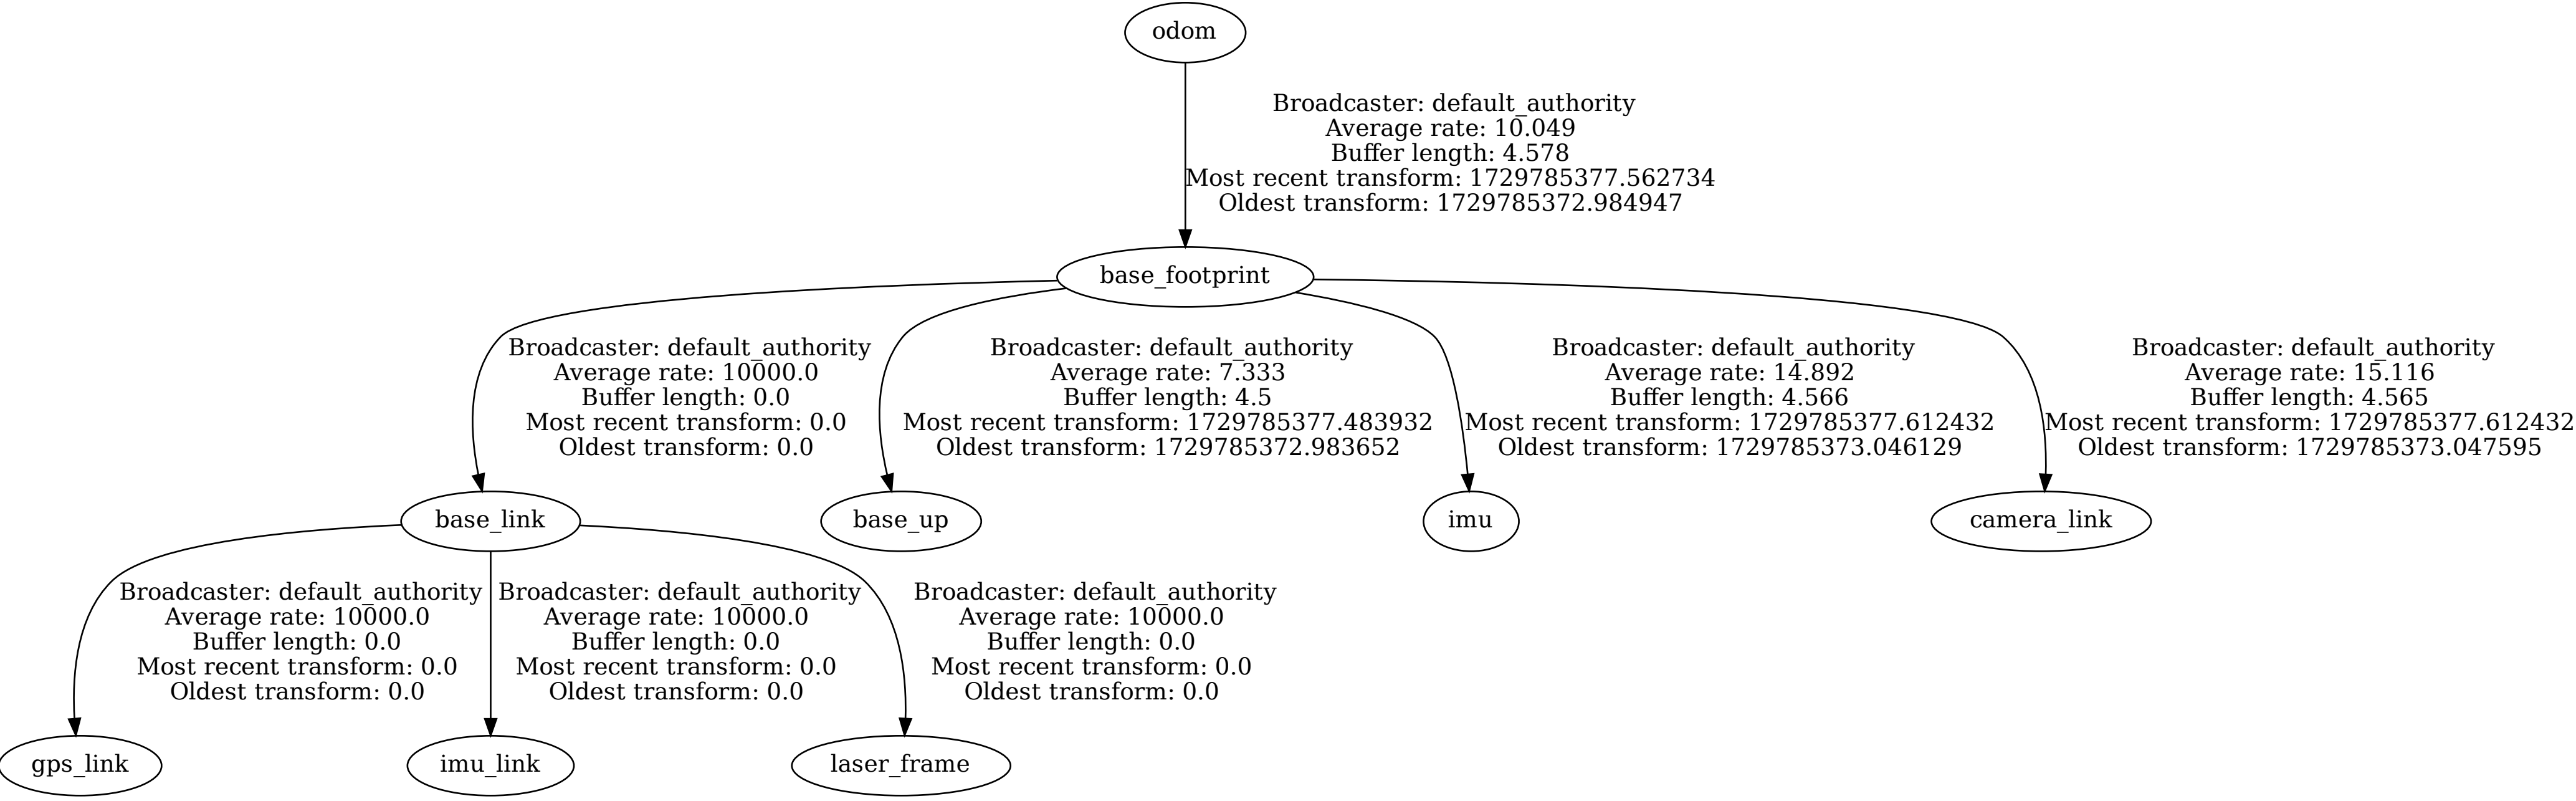 odom
Broadcaster: default_authority
Average rate: 10.049
Buffer length: 4.578
Most recent transform: 1729785377.562734
Oldest transform: 1729785372.984947
base_footprint
Broadcaster: default_authority
Average rate: 10000.0
Buffer length: 0.0
Most recent transform: 0.0
Oldest transform: 0.0
Broadcaster: default_authority
Average rate: 7.333
Buffer length: 4.5
Most recent transform: 1729785377.483932
Oldest transform: 1729785372.983652
Broadcaster: default_authority
Average rate: 14.892
Buffer length: 4.566
Most recent transform: 1729785377.612432
Oldest transform: 1729785373.046129
Broadcaster: default_authority
Average rate: 15.116
Buffer length: 4.565
Most recent transform: 1729785377.612432
Oldest transform: 1729785373.047595
base_link
base_up
imu
camera_link
Broadcaster: default_authority
Average rate: 10000.0
Buffer length: 0.0
Most recent transform: 0.0
Oldest transform: 0.0
Broadcaster: default_authority
Average rate: 10000.0
Buffer length: 0.0
Most recent transform: 0.0
Oldest transform: 0.0
Broadcaster: default_authority
Average rate: 10000.0
Buffer length: 0.0
Most recent transform: 0.0
Oldest transform: 0.0
gps_link
imu_link
laser_frame